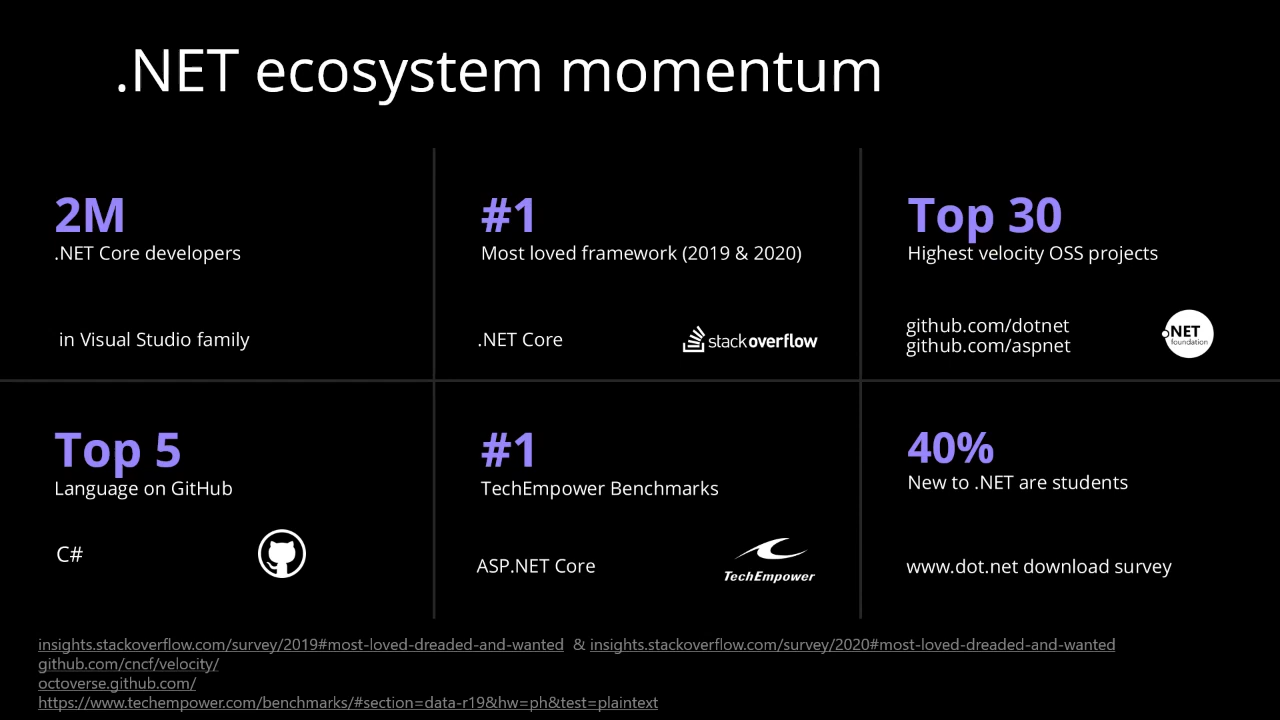 .NET ecosystem momentum
2M
.NET Core developers
in Visual Studio family
#1
Most loved framework (2019 & 2020)
.NET Core
stackoverflow
Top 30
Highest velocity OSS projects
github.com/dotnet
github.com/aspnet
.NET
foundation
Top 5
Language on GitHub
C#
#1
TechEmpower Benchmarks
ASP.NET Core
TechEmpower
40%
New to .NET are students
www.dot.net download survey
insights.stackoverflow.com/survey/2019#most-loved-dreaded-and-wanted & insights.stackoverflow.com/survey/2020#most-loved-dreaded-and-wanted
github.com/cncf/velocity/
octoverse.github.com/
https://www.techempower.com/benchmarks/#section=data-r19&hw=ph&test=plaintext